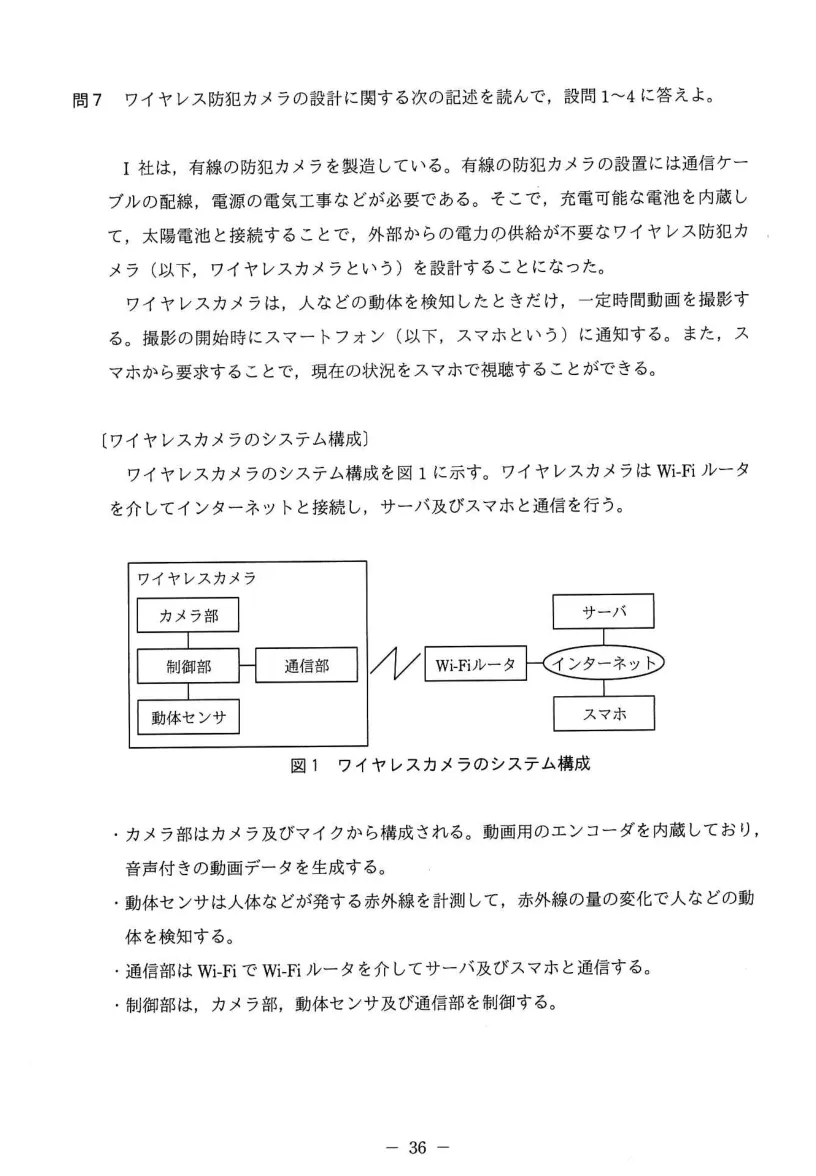 問7　ワイヤレス防犯カメラの設計に関する次の記述を読んで，設問1～4に答えよ。
I 社は，有線の防犯カメラを製造している。有線の防犯カメラの設置には通信ケー
ブルの配線，電源の電気工事などが必要である。そこで，充電可能な電池を内蔵し
て，太陽電池と接続することで，外部からの電力の供給が不要なワイヤレス防犯カ
メラ（以下，ワイヤレスカメラという）を設計することになった。
ワイヤレスカメラは，人などの動体を検知したときだけ，一定時間動画を撮影す
る。撮影の開始時にスマートフォン（以下，スマホという）に通知する。また，ス
マホから要求することで，現在の状況をスマホで視聴することができる。
〔ワイヤレスカメラのシステム構成〕
ワイヤレスカメラのシステム構成を図1に示す。ワイヤレスカメラは Wi-Fi ルータ
を介してインターネットと接続し，サーバ及びスマホと通信を行う。
ワイヤレスカメラ
カメラ部
制御部
通信部
動体センサ
Wi-Fiルータ
サーバ
インターネット
スマホ
図1　ワイヤレスカメラのシステム構成
・カメラ部はカメラ及びマイクから構成される。動画用のエンコーダを内蔵しており，
音声付きの動画データを生成する。
・動体センサは人体などが発する赤外線を計測して，赤外線の量の変化で人などの動
体を検知する。
・通信部は Wi-Fi で Wi-Fi ルータを介してサーバ及びスマホと通信する。
・制御部は，カメラ部，動体センサ及び通信部を制御する。
－ 36 －